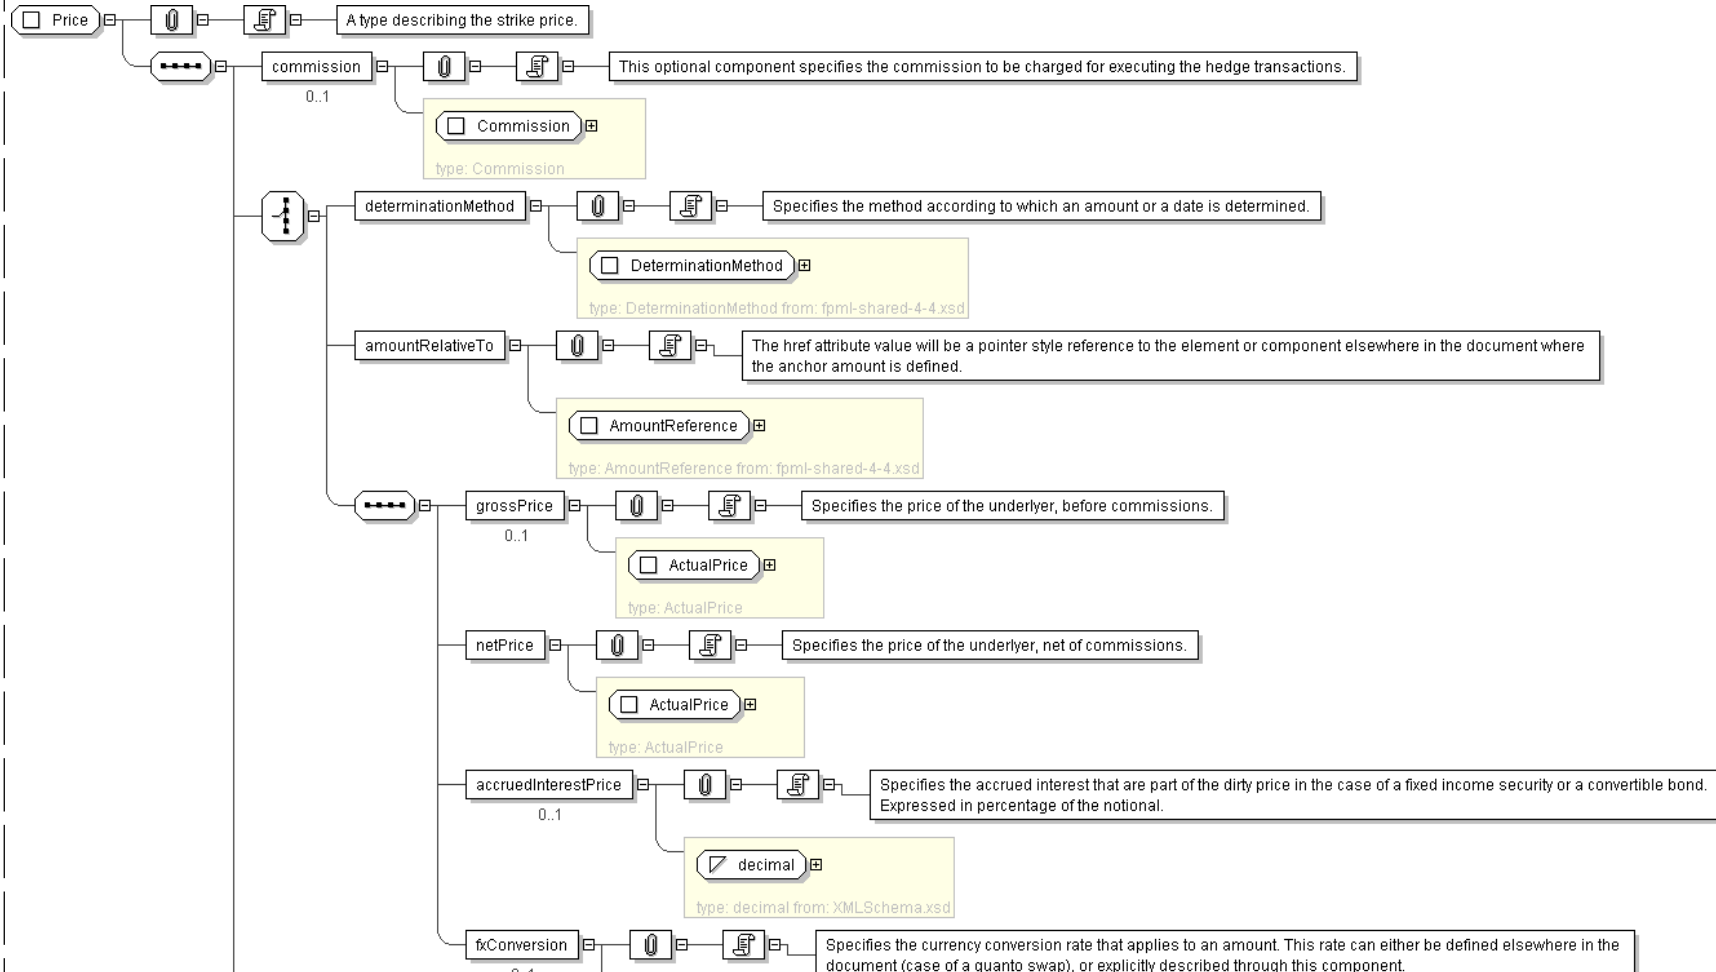 Price
A type describing the strike price.
commission
This optional component specifies the commission to be charged for executing the hedge transactions.
0..1
Commission
type: Commission
determinationMethod
Specifies the method according to which an amount or a date is determined.
DeterminationMethod
type: DeterminationMethod from: fpml-shared-4-4.xsd
amountRelativeTo
The href attribute value will be a pointer style reference to the element or component elsewhere in the document where
the anchor amount is defined.
AmountReference
type: AmountReference from: fpml-shared-4-4.xsd
grossPrice
Specifies the price of the underlyer, before commissions.
0..1
ActualPrice
type: ActualPrice
netPrice
Specifies the price of the underlyer, net of commissions.
ActualPrice
type: ActualPrice
accruedInterestPrice
Specifies the accrued interest that are part of the dirty price in the case of a fixed income security or a convertible bond.
Expressed in percentage of the notional.
0..1
decimal
type: decimal from: XMLSchema.xsd
fxConversion
Specifies the currency conversion rate that applies to an amount. This rate can either be defined elsewhere in the
document (case of a quanto swap), or explicitly described through this component.